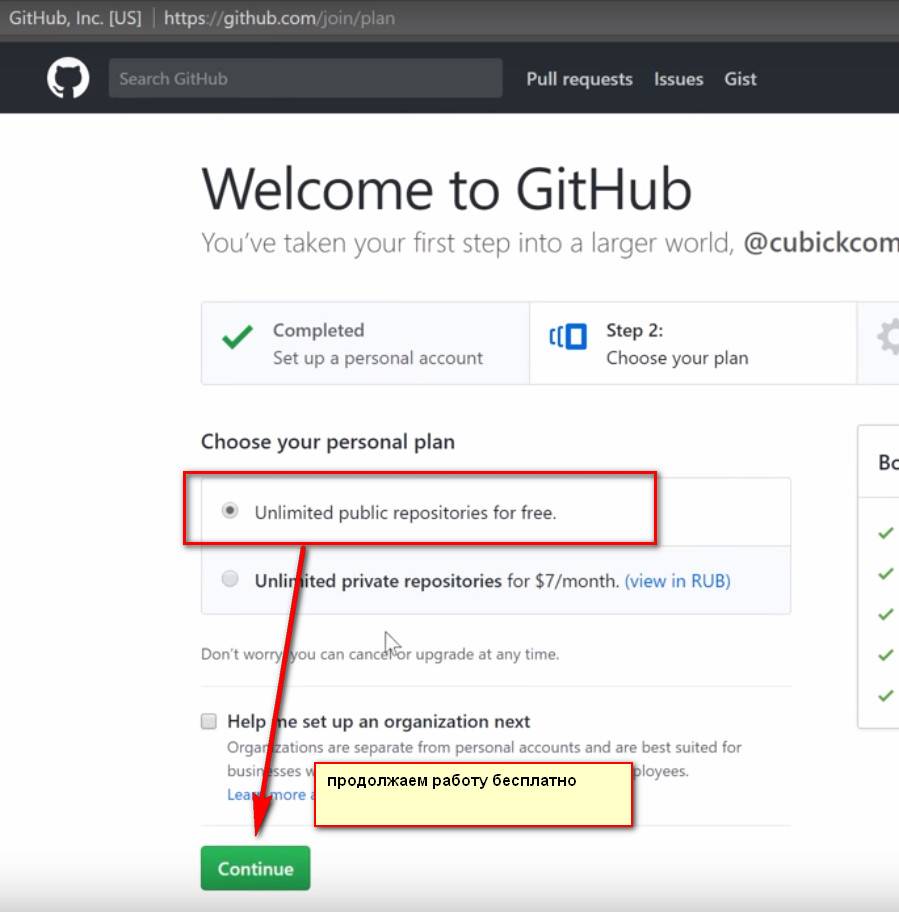 GitHub, Inc. [US] https://github.com/join/plan
Search GitHub
Pull requests Issues Gist
Welcome to GitHub
You've taken your first step into a larger world, @cubickcom
Completed
Set up a personal account
Step 2:
Choose your plan
Choose your personal plan
Unlimited public repositories for free.
Unlimited private repositories for $7/month. (view in RUB)
Don't worry, you can cancel or upgrade at any time.
Help me set up an organization next
Organizations are separate from personal accounts and are best suited for
businesses
Learn more
продолжаем работу бесплатно
Continue